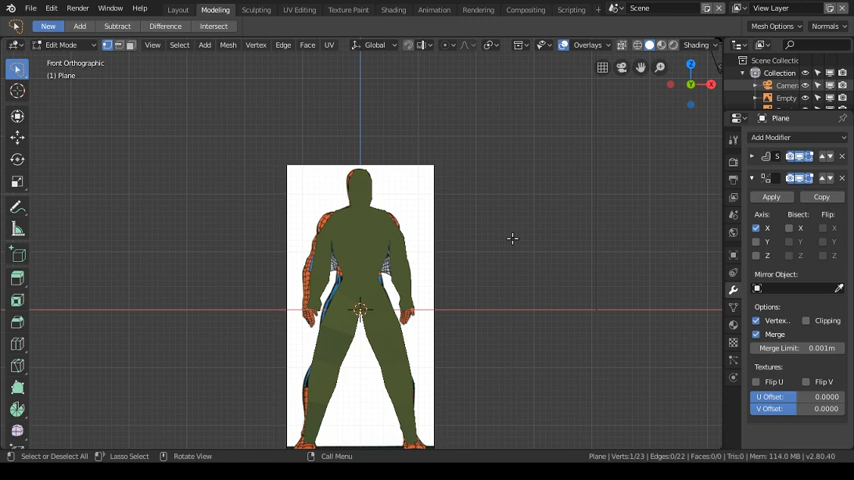 File Edit Render Window Help Layout Modeling Sculpting UV Editing Texture Paint Shading Animation Rendering Compositing Scripting Scene View Layer
New Add Subtract Difference Intersect Mesh Options Normals
Edit Mode View Select Add Mesh Vertex Edge Face UV Global Overlays Shading
Front Orthographic
(1) Plane
Z
X
Y
Scene Collection
Collection
Camera
Empty
Plane
Add Modifier
S
Apply Copy
Axis: Bisect: Flip:
X X X
Y Y Y
Z Z Z
Mirror Object:
Options:
Vertex.. Clipping
Merge
Merge Limit: 0.001m
Textures:
Flip U Flip V
U Offset: 0.0000
V Offset: 0.0000
Select or Deselect All Lasso Select Rotate View Call Menu Plane | Verts:1/23 | Edges:0/22 | Faces:0/0 | Tris:0 | Mem: 114.0 MB | v2.80.40